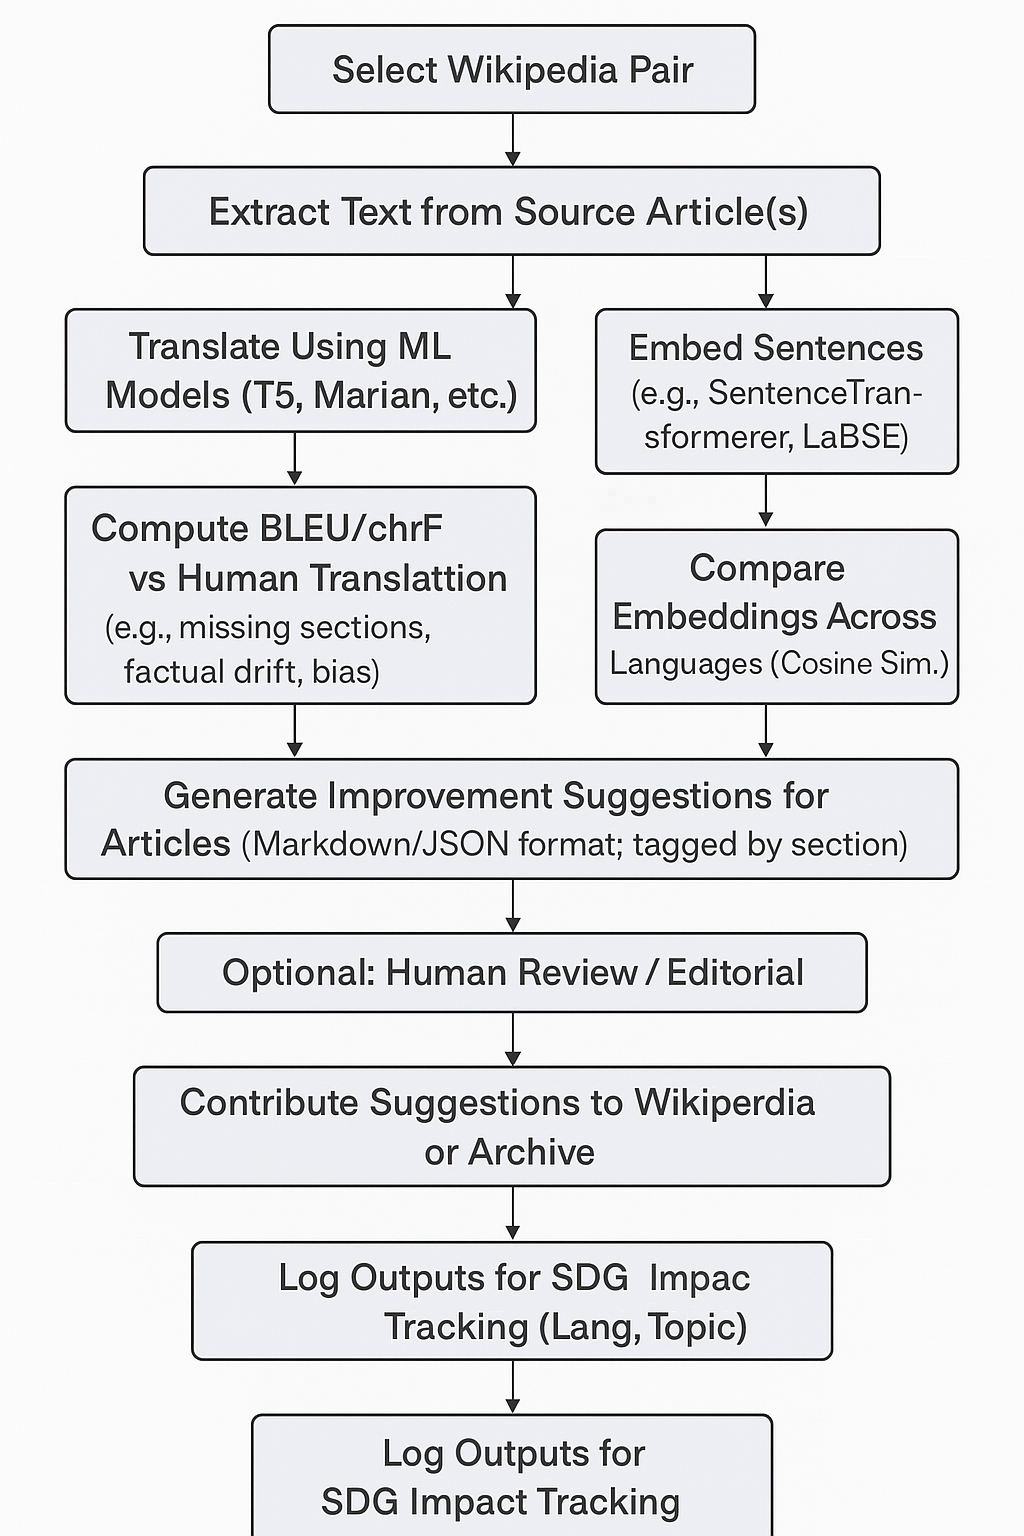 Select Wikipedia Pair
Extract Text from Source Article(s)
Translate Using ML
Models (T5, Marian, etc.)
Embed Sentences
(e.g., SentenceTran-
sformerer, LaBSE)
Compute BLEU/chrF
vs Human Translattion
(e.g., missing sections,
factual drift, bias)
Compare
Embeddings Across
Languages (Cosine Sim.)
Generate Improvement Suggestions for
Articles (Markdown/JSON format; tagged by section)
Optional: Human Review / Editorial
Contribute Suggestions to Wikiperdia
or Archive
Log Outputs for SDG Impac
Tracking (Lang, Topic)
Log Outputs for
SDG Impact Tracking